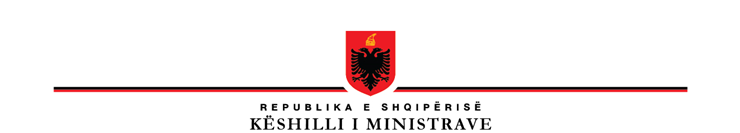 REPUBLIKA E SHQIPËRISË
KËSHILLI I MINISTRAVE